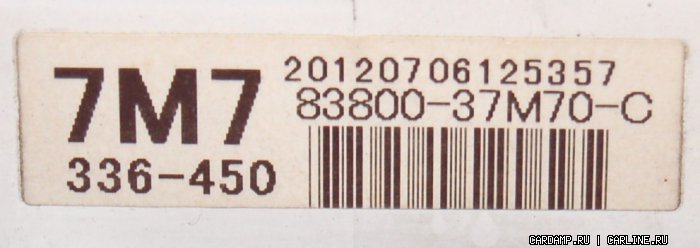 7M7
336-450
20120706125357
83800-37M70-C
CARDAMP.RU | CARLINE.RU